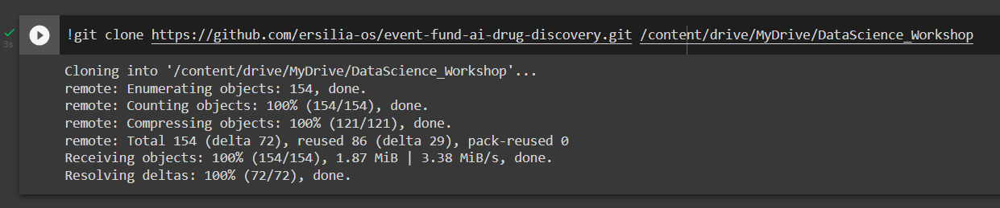 !git clone https://github.com/ersilia-os/event-fund-ai-drug-discovery.git /content/drive/MyDrive/DataScience_Workshop
3s
Cloning into '/content/drive/MyDrive/DataScience_Workshop'...
remote: Enumerating objects: 154, done.
remote: Counting objects: 100% (154/154), done.
remote: Compressing objects: 100% (121/121), done.
remote: Total 154 (delta 72), reused 86 (delta 29), pack-reused 0
Receiving objects: 100% (154/154), 1.87 MiB | 3.38 MiB/s, done.
Resolving deltas: 100% (72/72), done.